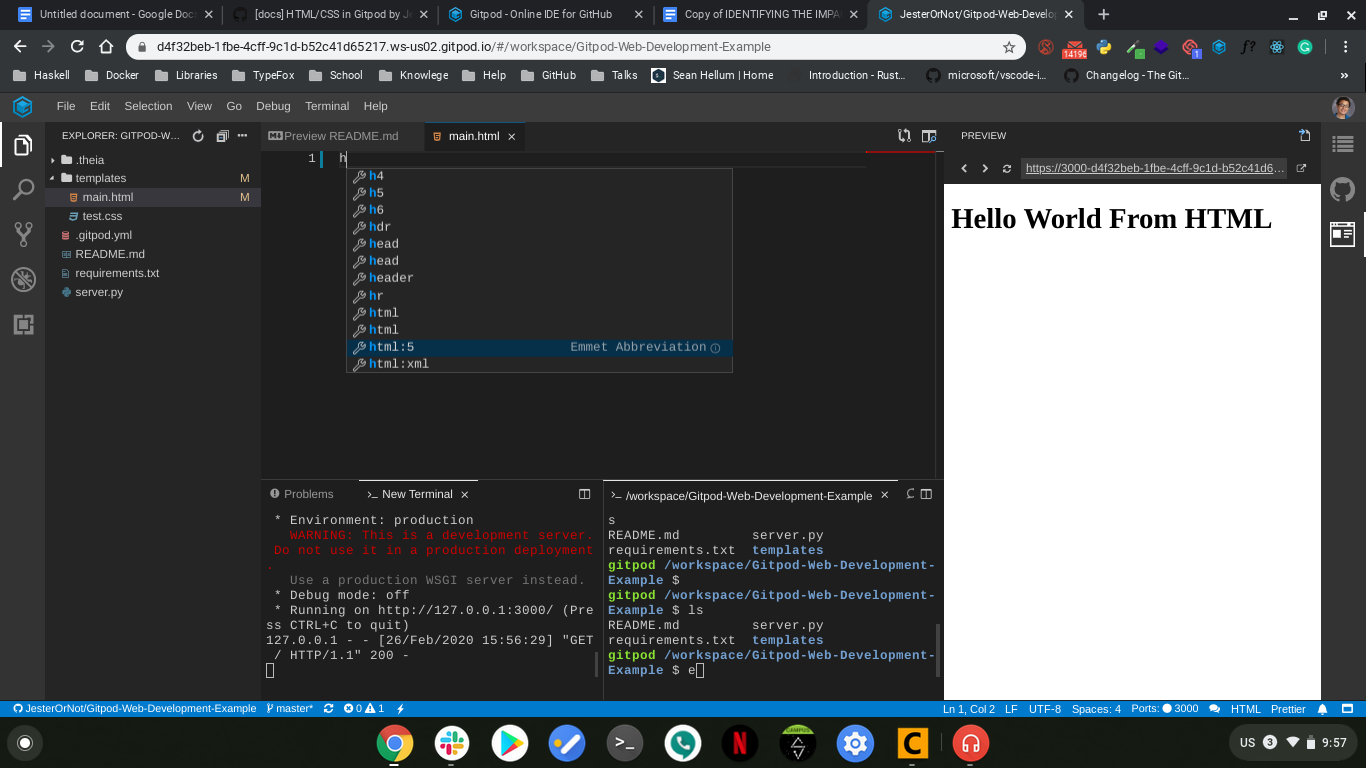 Untitled document - Google Doc
[docs] HTML/CSS in Gitpod by Je
Gitpod - Online IDE for GitHub
Copy of IDENTIFYING THE IMPA
JesterOrNot/Gitpod-Web-Develop
d4f32beb-1fbe-4cff-9c1d-b52c41d65217.ws-us02.gitpod.io/#/workspace/Gitpod-Web-Development-Example
14196
1
Haskell
Docker
Libraries
TypeFox
School
Knowlege
Help
GitHub
Talks
Sean Hellum | Home
Introduction - Rust...
microsoft/vscode-i...
Changelog - The Git...
File Edit Selection View Go Debug Terminal Help
EXPLORER: GITPOD-W...
.theia
templates M
main.html M
test.css
.gitpod.yml
README.md
requirements.txt
server.py
Preview README.md
main.html
1 h
h4
h5
h6
hdr
head
head
header
hr
html
html
html:5 Emmet Abbreviation
html:xml
PREVIEW
https://3000-d4f32beb-1fbe-4cff-9c1d-b52c41d6...
Hello World From HTML
Problems
New Terminal
* Environment: production
WARNING: This is a development server.
Do not use it in a production deployment
.
Use a production WSGI server instead.
* Debug mode: off
* Running on http://127.0.0.1:3000/ (Pre
ss CTRL+C to quit)
127.0.0.1 - - [26/Feb/2020 15:56:29] "GET
/ HTTP/1.1" 200 -
/workspace/Gitpod-Web-Development-Example
s
README.md server.py
requirements.txt templates
gitpod /workspace/Gitpod-Web-Development-
Example $
gitpod /workspace/Gitpod-Web-Development-
Example $ ls
README.md server.py
requirements.txt templates
gitpod /workspace/Gitpod-Web-Development-
Example $ e
JesterOrNot/Gitpod-Web-Development-Example master* 0 1
Ln 1, Col 2 LF UTF-8 Spaces: 4 Ports: 3000 HTML Prettier
N
CAMPUS
C
US 3 9:57